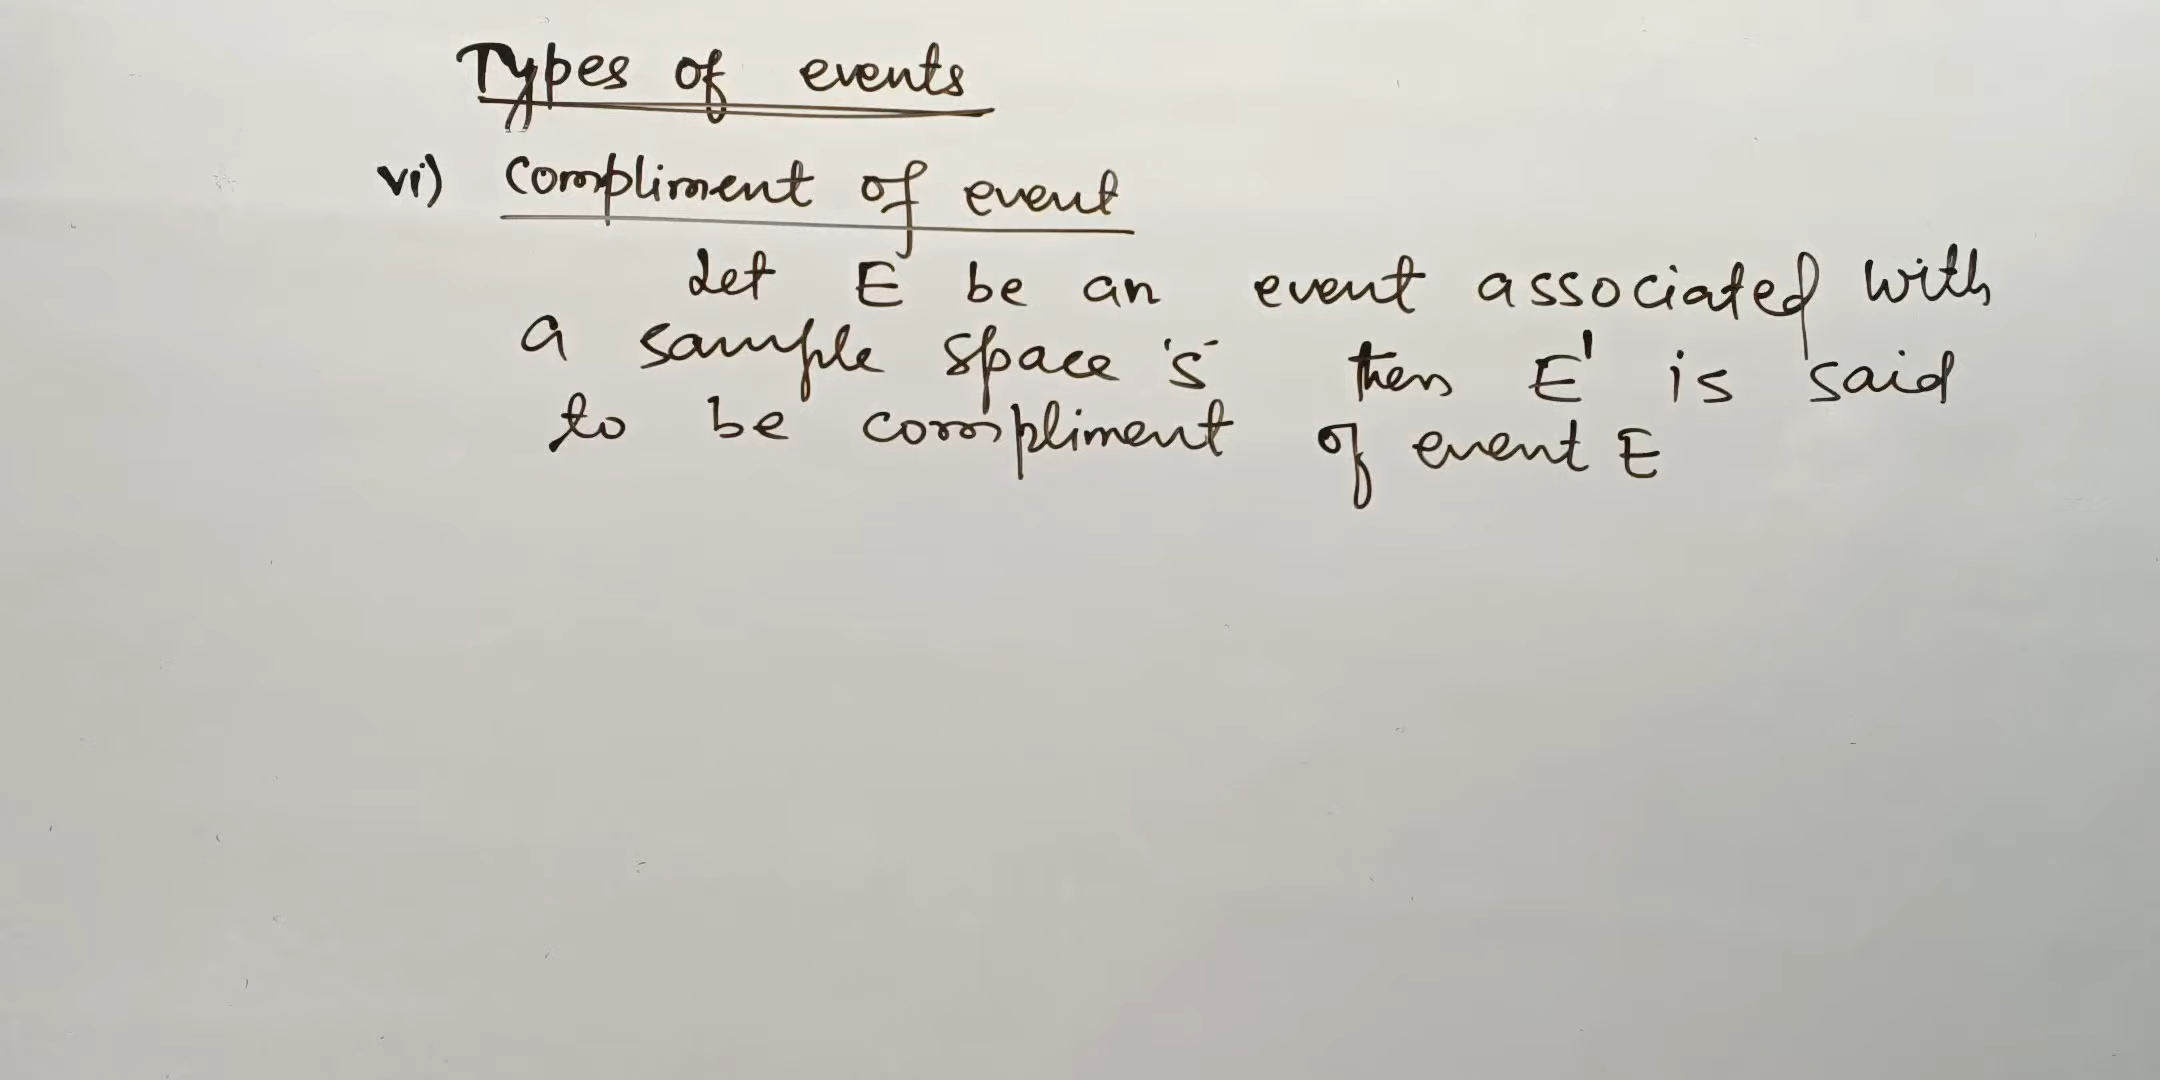 Types of events
vi) Compliment of event
Let E be an event associated with
a sample space 'S' then E' is said
to be compliment of event E